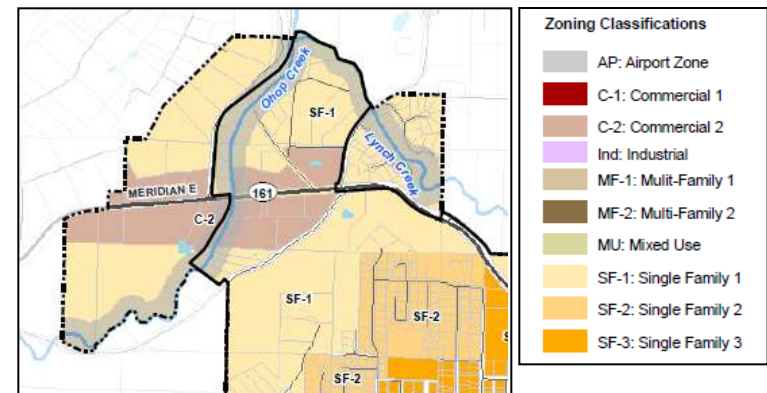 Ohop Creek
SF-1
Lynch Creek
MERIDIAN E
161
C-2
SF-1
SF-2
SF-2
Zoning Classifications
AP: Airport Zone
C-1: Commercial 1
C-2: Commercial 2
Ind: Industrial
MF-1: Mulit-Family 1
MF-2: Multi-Family 2
MU: Mixed Use
SF-1: Single Family 1
SF-2: Single Family 2
SF-3: Single Family 3